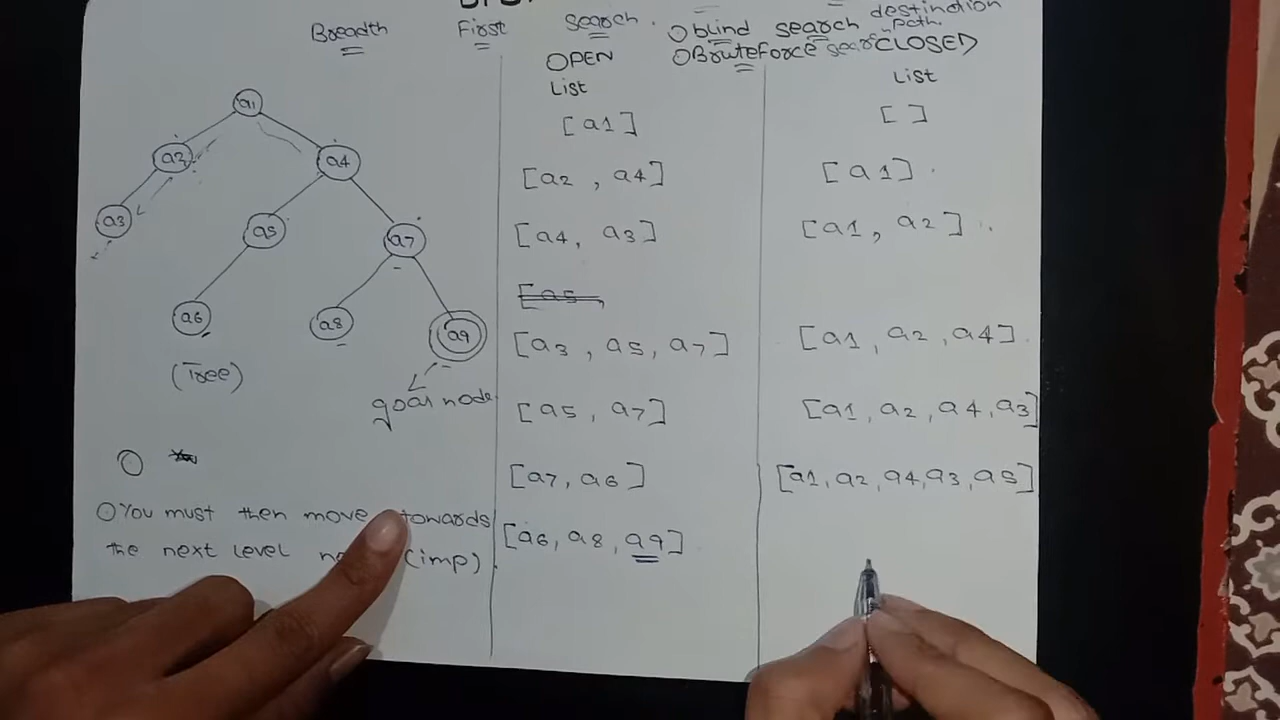 Breadth First Search.
O blind search destination
path.
O Bruteforce search CLOSED
OPEN List
List
a1
a2 a4
a3 a5 a7
a6 a8 a9
(Tree)
goal node
[a1] [ ]
[a2, a4] [a1].
[a4, a3] [a1, a2]
[a5,
[a3, a5, a7] [a1, a2, a4].
[a5, a7] [a1, a2, a4, a3]
[a7, a6] [a1, a2, a4, a3, a5]
[a6, a8, a9]
O You must then move towards
the next level (imp)